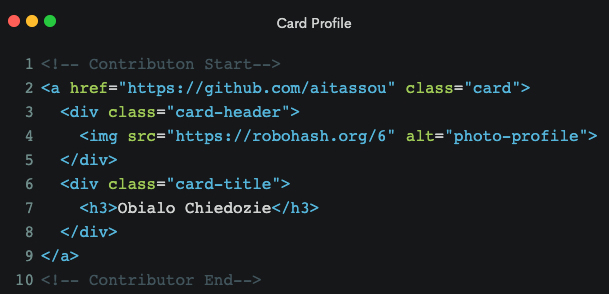 Card Profile
1 <!-- Contributon Start-->
2 <a href="https://github.com/aitassou" class="card">
3 <div class="card-header">
4 <img src="https://robohash.org/6" alt="photo-profile">
5 </div>
6 <div class="card-title">
7 <h3>Obialo Chiedozie</h3>
8 </div>
9 </a>
10 <!-- Contributor End-->